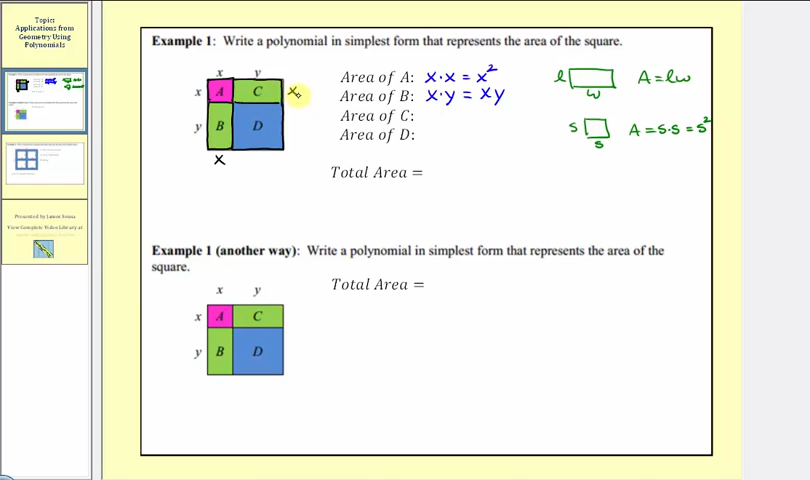 Topic:
Applications from
Geometry Using
Polynomials
Presented by James Sousa
View Complete Video Library at
Example 1: Write a polynomial in simplest form that represents the area of the square.
x y
x A C x
y B D
x
Area of A: x·x = x²
Area of B: x·y = xy
Area of C:
Area of D:
Total Area =
l w A = lw
s s A = s·s = s²
Example 1 (another way): Write a polynomial in simplest form that represents the area of the
square.
x y
x A C
y B D
Total Area =